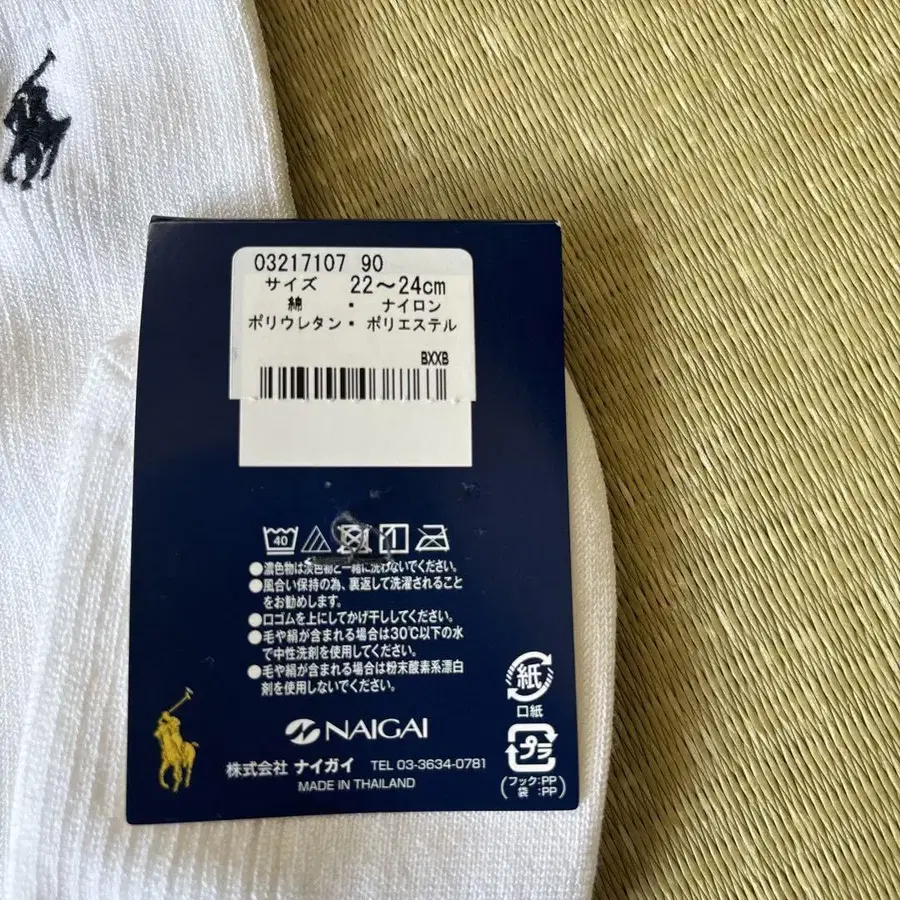 03217107 90
サイズ 22～24cm
綿 ・ ナイロン
ポリウレタン・ ポリエステル
BXXB
40
●濃色物は淡色物と一緒に洗わないでください。
●風合い保持の為、裏返して洗濯されること
をお勧めします。
●口ゴムを上にしてかげ干ししてください。
●毛や絹が含まれる場合は30℃以下の水
で中性洗剤を使用してください。
●毛や絹が含まれる場合は粉末酸素系漂白
剤を使用しないでください。
紙
口紙
プラ
(フック:PP
袋 :PP)
NAIGAI
株式会社 ナイガイ TEL 03-3634-0781
MADE IN THAILAND